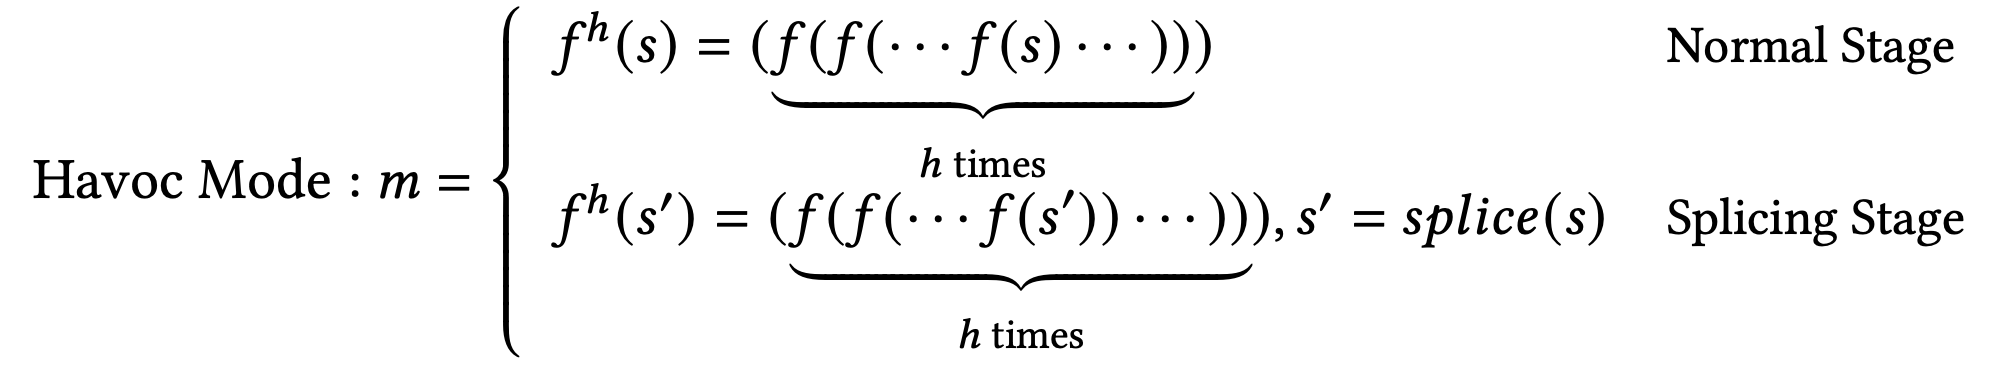 f^h(s) = (f(f(··· f(s) ···))) Normal Stage
h times
Havoc Mode : m = {
f^h(s′) = (f(f(··· f(s′)) ···))), s′ = splice(s) Splicing Stage
h times